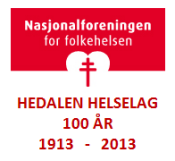 Nasjonalforeningen
for folkehelsen
HEDALEN HELSELAG
100 ÅR
1913 - 2013